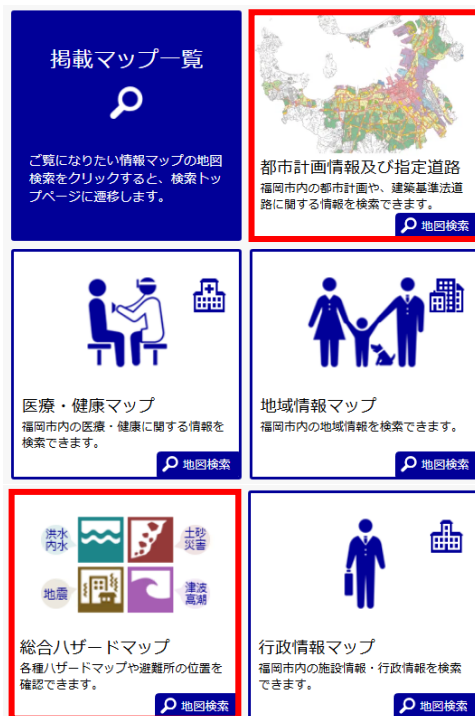 掲載マップ一覧
ご覧になりたい情報マップの地図
検索をクリックすると、検索トッ
プページに遷移します。
都市計画情報及び指定道路
福岡市内の都市計画や、建築基準法道
路に関する情報を検索できます。
地図検索
医療・健康マップ
福岡市内の医療・健康に関する情報を
検索できます。
地図検索
地域情報マップ
福岡市内の地域情報を検索できます。
地図検索
洪水
内水
土砂
災害
地震
津波
高潮
総合ハザードマップ
各種ハザードマップや避難所の位置を
確認できます。
地図検索
行政情報マップ
福岡市内の施設情報・行政情報を検索
できます。
地図検索